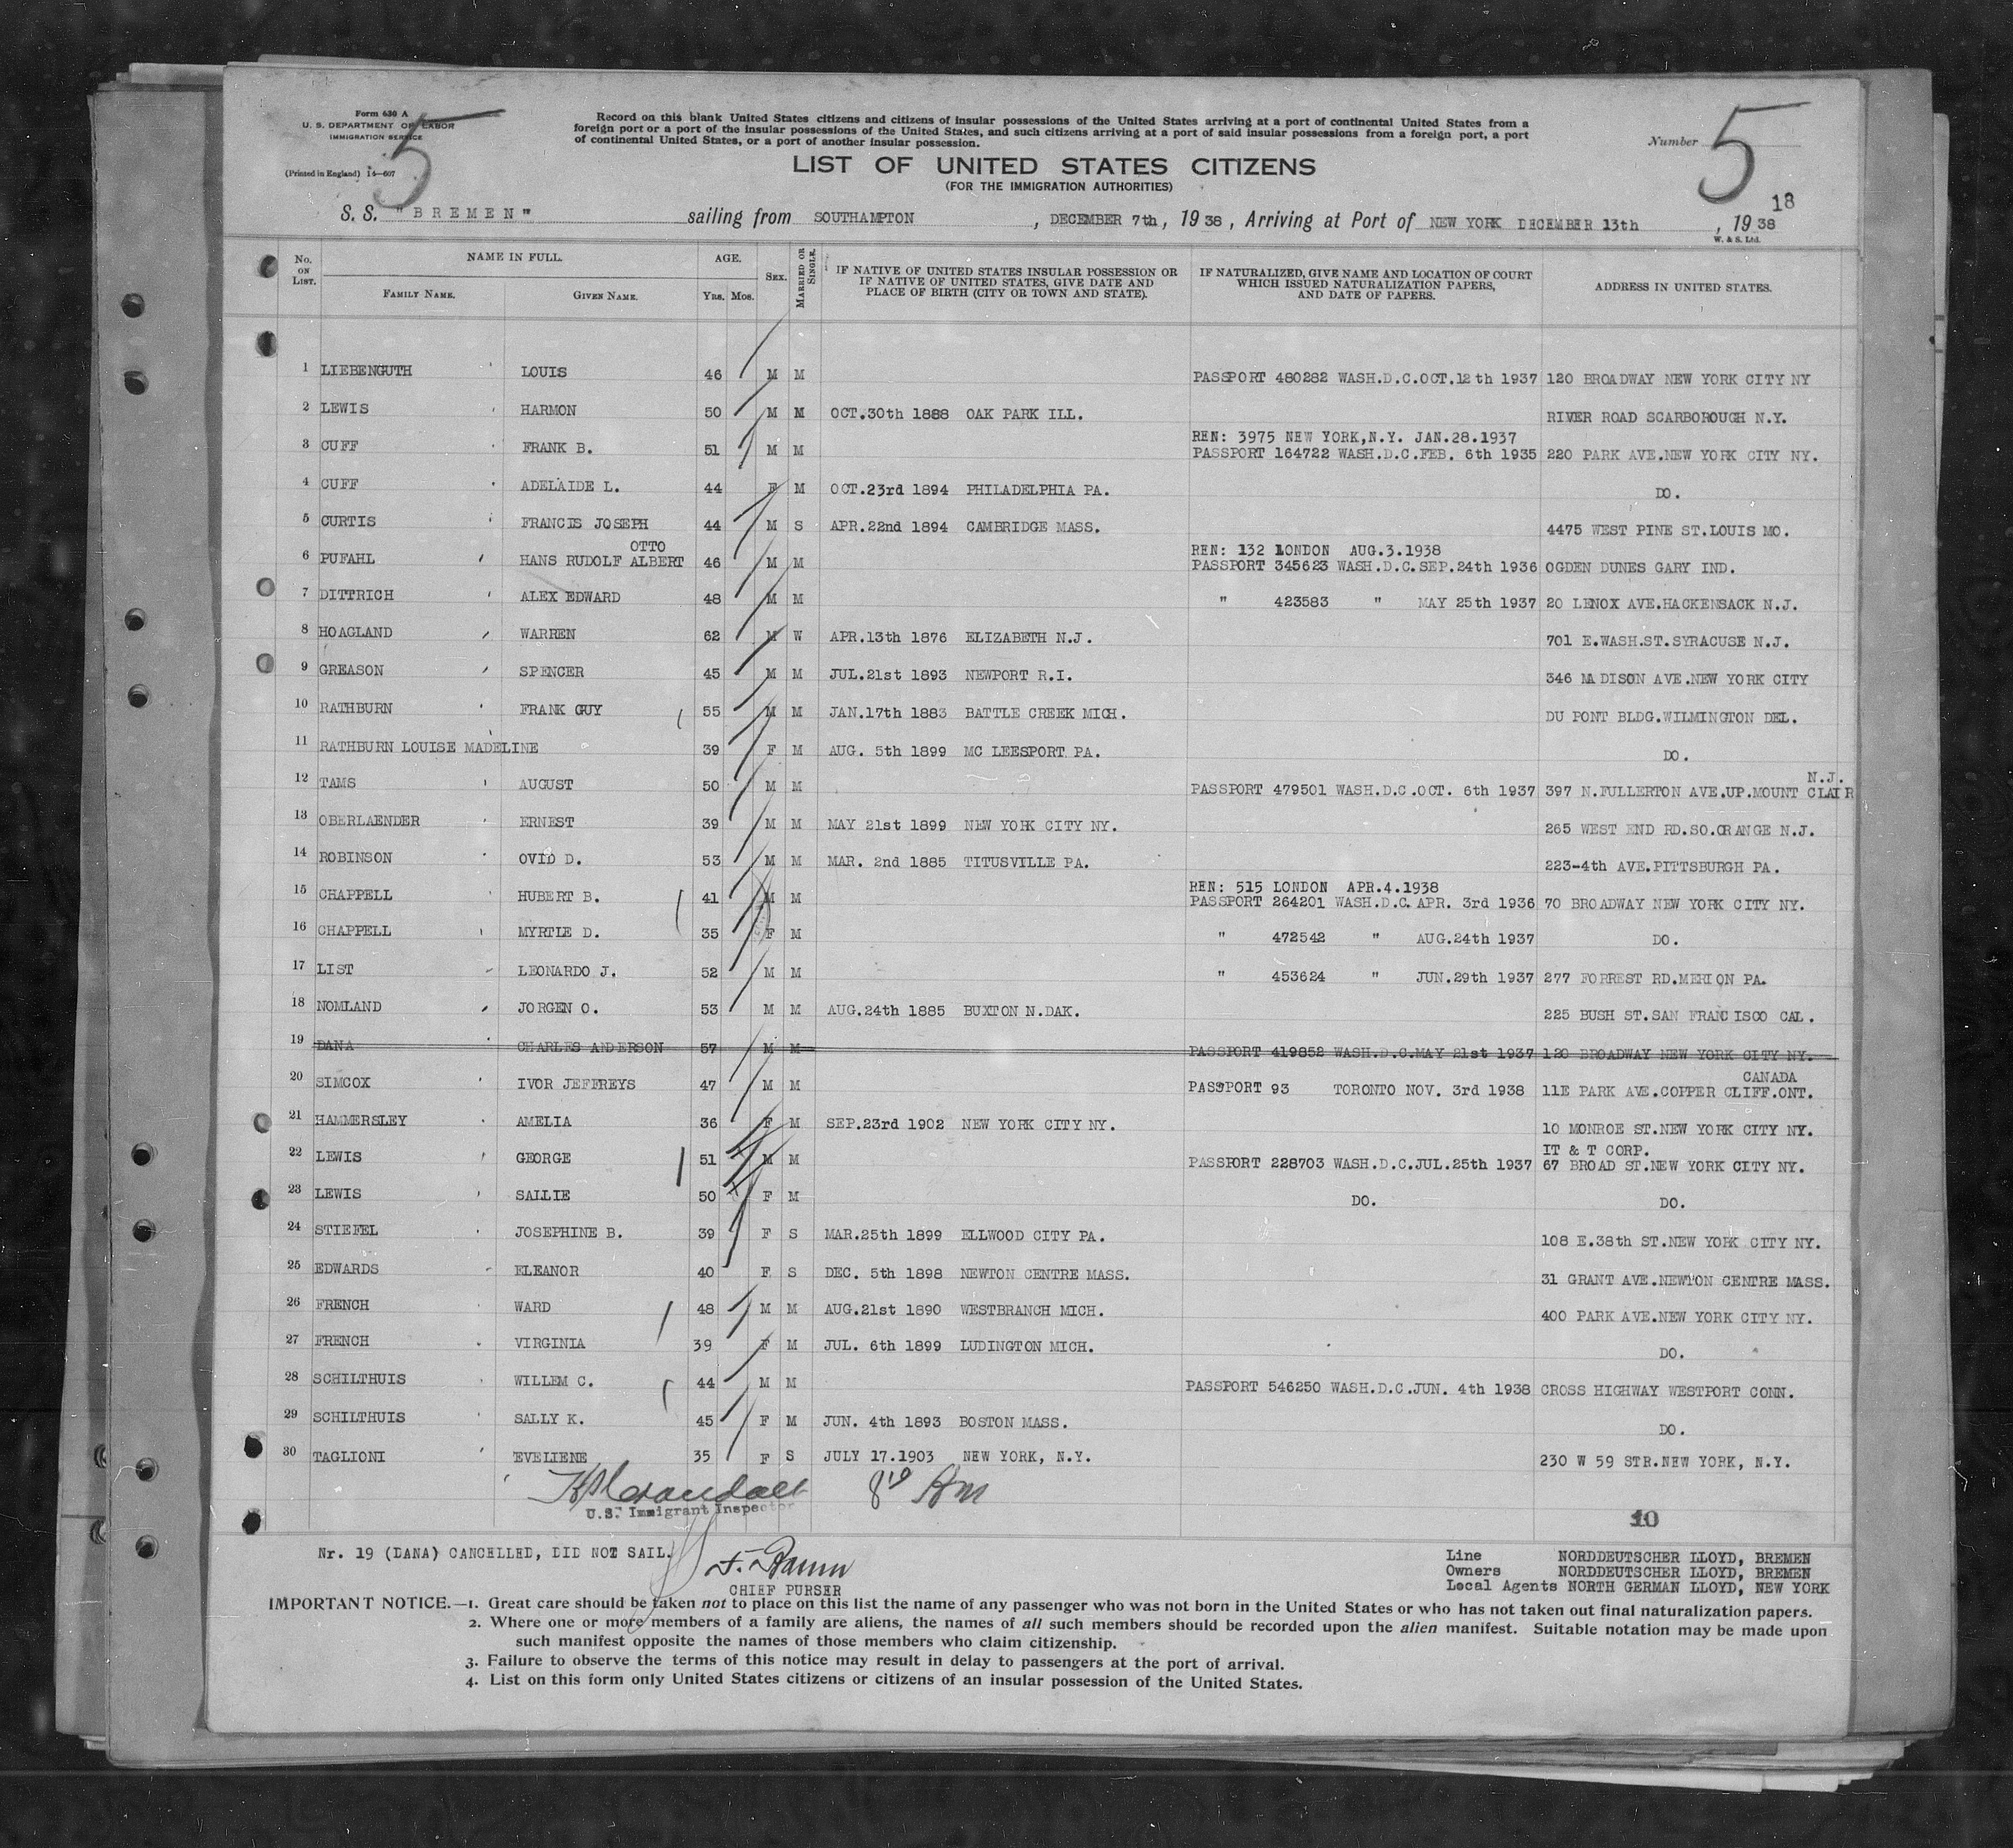 Form 630 A
U. S. DEPARTMENT OF LABOR
IMMIGRATION SERVICE
(Printed in England) 14—607
5
Record on this blank United States citizens and citizens of insular possessions of the United States arriving at a port of continental United States from a
foreign port or a port of the insular possessions of the United States, and such citizens arriving at a port of said insular possessions from a foreign port, a port
of continental United States, or a port of another insular possession.
Number 5
LIST OF UNITED STATES CITIZENS
(FOR THE IMMIGRATION AUTHORITIES)
18
S. S. "BREMEN" sailing from SOUTHAMPTON, DECEMBER 7th, 1938, Arriving at Port of NEW YORK DECEMBER 13th, 1938
W. & S. Ltd.
No. ON LIST. NAME IN FULL. FAMILY NAME. GIVEN NAME. AGE. YRS. MOS. SEX. MARRIED OR SINGLE. IF NATIVE OF UNITED STATES INSULAR POSSESSION OR IF NATIVE OF UNITED STATES, GIVE DATE AND PLACE OF BIRTH (CITY OR TOWN AND STATE). IF NATURALIZED, GIVE NAME AND LOCATION OF COURT WHICH ISSUED NATURALIZATION PAPERS, AND DATE OF PAPERS. ADDRESS IN UNITED STATES.
1 LIEBENGUTH LOUIS 46 M M PASSPORT 480282 WASH.D.C.OCT.12th 1937 120 BROADWAY NEW YORK CITY NY
2 LEWIS HARMON 50 M M OCT.30th 1888 OAK PARK ILL. RIVER ROAD SCARBOROUGH N.Y.
REN: 3975 NEW YORK,N.Y. JAN.28.1937
3 CUFF FRANK B. 51 M M PASSPORT 164722 WASH.D.C.FEB. 6th 1935 220 PARK AVE.NEW YORK CITY NY.
4 CUFF ADELAIDE L. 44 F M OCT.23rd 1894 PHILADELPHIA PA. DO.
5 CURTIS FRANCIS JOSEPH 44 M S APR.22nd 1894 CAMBRIDGE MASS. 4475 WEST PINE ST.LOUIS MO.
OTTO REN: 132 LONDON AUG.3.1938
6 PUFAHL HANS RUDOLF ALBERT 46 M M PASSPORT 345623 WASH.D.C.SEP.24th 1936 OGDEN DUNES GARY IND.
7 DITTRICH ALEX EDWARD 48 M M " 423583 " MAY 25th 1937 20 LENOX AVE.HACKENSACK N.J.
8 HOAGLAND WARREN 62 M W APR.13th 1876 ELIZABETH N.J. 701 E.WASH.ST.SYRACUSE N.J.
9 GREASON SPENCER 45 M M JUL.21st 1893 NEWPORT R.I. 346 MADISON AVE.NEW YORK CITY
10 RATHBURN FRANK GUY 55 M M JAN.17th 1883 BATTLE CREEK MICH. DU PONT BLDG.WILMINGTON DEL.
11 RATHBURN LOUISE MADELINE 39 F M AUG. 5th 1899 MC LEESPORT PA. DO.
N.J.
12 TAMS AUGUST 50 M M PASSPORT 479501 WASH.D.C.OCT. 6th 1937 397 N.FULLERTON AVE.UP.MOUNT CLAIR
13 OBERLAENDER ERNEST 39 M M MAY 21st 1899 NEW YORK CITY NY. 265 WEST END RD.SO.ORANGE N.J.
14 ROBINSON OVID D. 53 M M MAR. 2nd 1885 TITUSVILLE PA. 223-4th AVE.PITTSBURGH PA.
REN: 515 LONDON APR.4.1938
15 CHAPPELL HUBERT B. 41 M M PASSPORT 264201 WASH.D.C. APR. 3rd 1936 70 BROADWAY NEW YORK CITY NY.
16 CHAPPELL MYRTLE D. 35 F M " 472542 " AUG.24th 1937 DO.
17 LIST LEONARDO J. 52 M M " 453624 " JUN.29th 1937 277 FORREST RD.MERION PA.
18 NOMLAND JORGEN O. 53 M M AUG.24th 1885 BUXTON N.DAK. 225 BUSH ST.SAN FRANCISCO CAL.
19 DANA CHARLES ANDERSON 57 M M PASSPORT 419852 WASH.D.C.MAY 21st 1937 120 BROADWAY NEW YORK CITY NY.
CANADA
20 SIMCOX IVOR JEFFREYS 47 M M PASSPORT 93 TORONTO NOV. 3rd 1938 11E PARK AVE.COPPER CLIFF.ONT.
21 HAMMERSLEY AMELIA 36 F M SEP.23rd 1902 NEW YORK CITY NY. 10 MONROE ST.NEW YORK CITY NY.
IT & T CORP.
22 LEWIS GEORGE 51 M M PASSPORT 228703 WASH.D.C.JUL.25th 1937 67 BROAD ST.NEW YORK CITY NY.
23 LEWIS SALLIE 50 F M DO. DO.
24 STIEFEL JOSEPHINE B. 39 F S MAR.25th 1899 ELLWOOD CITY PA. 108 E.38th ST.NEW YORK CITY NY.
25 EDWARDS ELEANOR 40 F S DEC. 5th 1898 NEWTON CENTRE MASS. 31 GRANT AVE.NEWTON CENTRE MASS.
26 FRENCH WARD 48 M M AUG.21st 1890 WESTBRANCH MICH. 400 PARK AVE.NEW YORK CITY NY.
27 FRENCH VIRGINIA 39 F M JUL. 6th 1899 LUDINGTON MICH. DO.
28 SCHILTHUIS WILLEM C. 44 M M PASSPORT 546250 WASH.D.C.JUN. 4th 1938 CROSS HIGHWAY WESTPORT CONN.
29 SCHILTHUIS SALLY K. 45 F M JUN. 4th 1893 BOSTON MASS. DO.
30 TAGLIONI EVELIENE 35 F S JULY 17.1903 NEW YORK, N.Y. 230 W 59 STR.NEW YORK, N.Y.
U.S. Immigrant Inspector
10
Nr. 19 (DANA) CANCELLED, DID NOT SAIL.
CHIEF PURSER
Line NORDDEUTSCHER LLOYD, BREMEN
Owners NORDDEUTSCHER LLOYD, BREMEN
Local Agents NORTH GERMAN LLOYD, NEW YORK
IMPORTANT NOTICE.—1. Great care should be taken not to place on this list the name of any passenger who was not born in the United States or who has not taken out final naturalization papers.
2. Where one or more members of a family are aliens, the names of all such members should be recorded upon the alien manifest. Suitable notation may be made upon
such manifest opposite the names of those members who claim citizenship.
3. Failure to observe the terms of this notice may result in delay to passengers at the port of arrival.
4. List on this form only United States citizens or citizens of an insular possession of the United States.